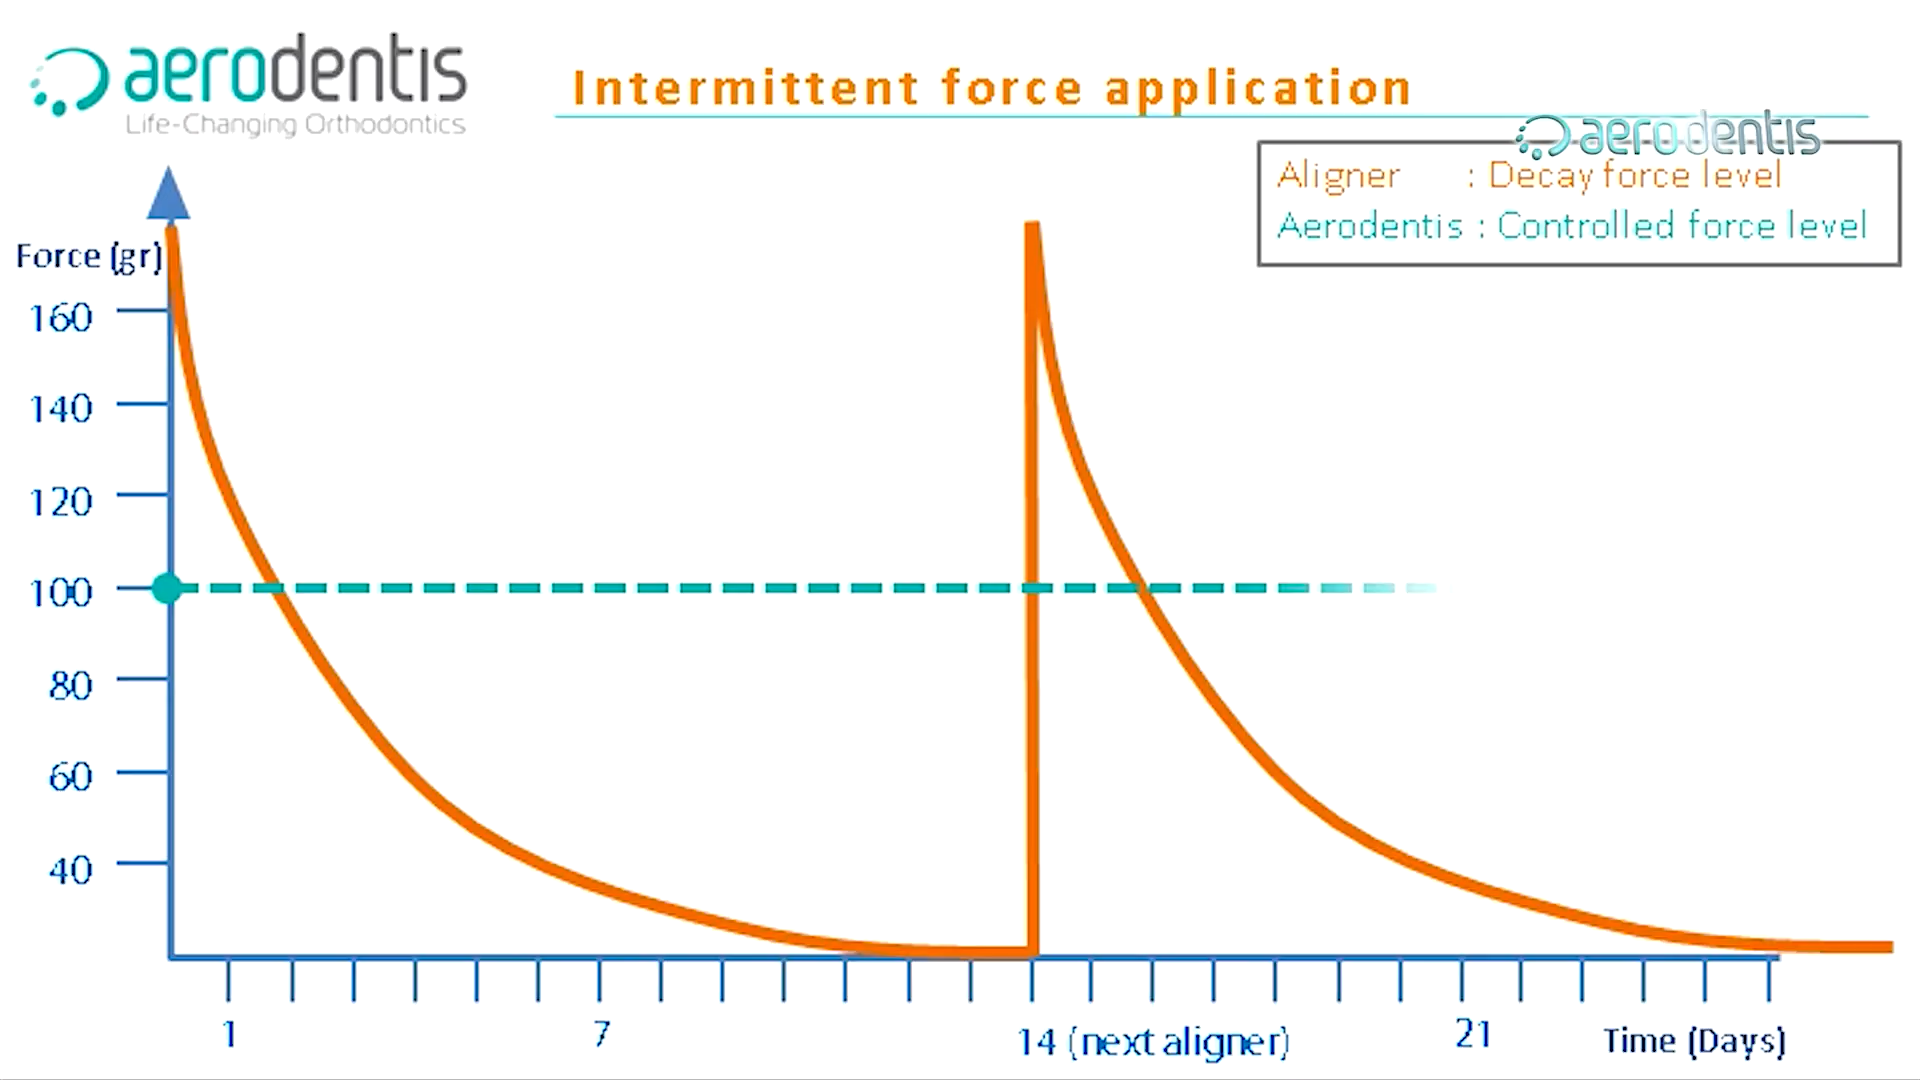 aerodentis
Life-Changing Orthodontics
Intermittent force application
aerodentis
Aligner : Decay force level
Aerodentis : Controlled force level
Force (gr)
160
140
120
100
80
60
40
1 7 14 (next aligner) 21 Time (Days)